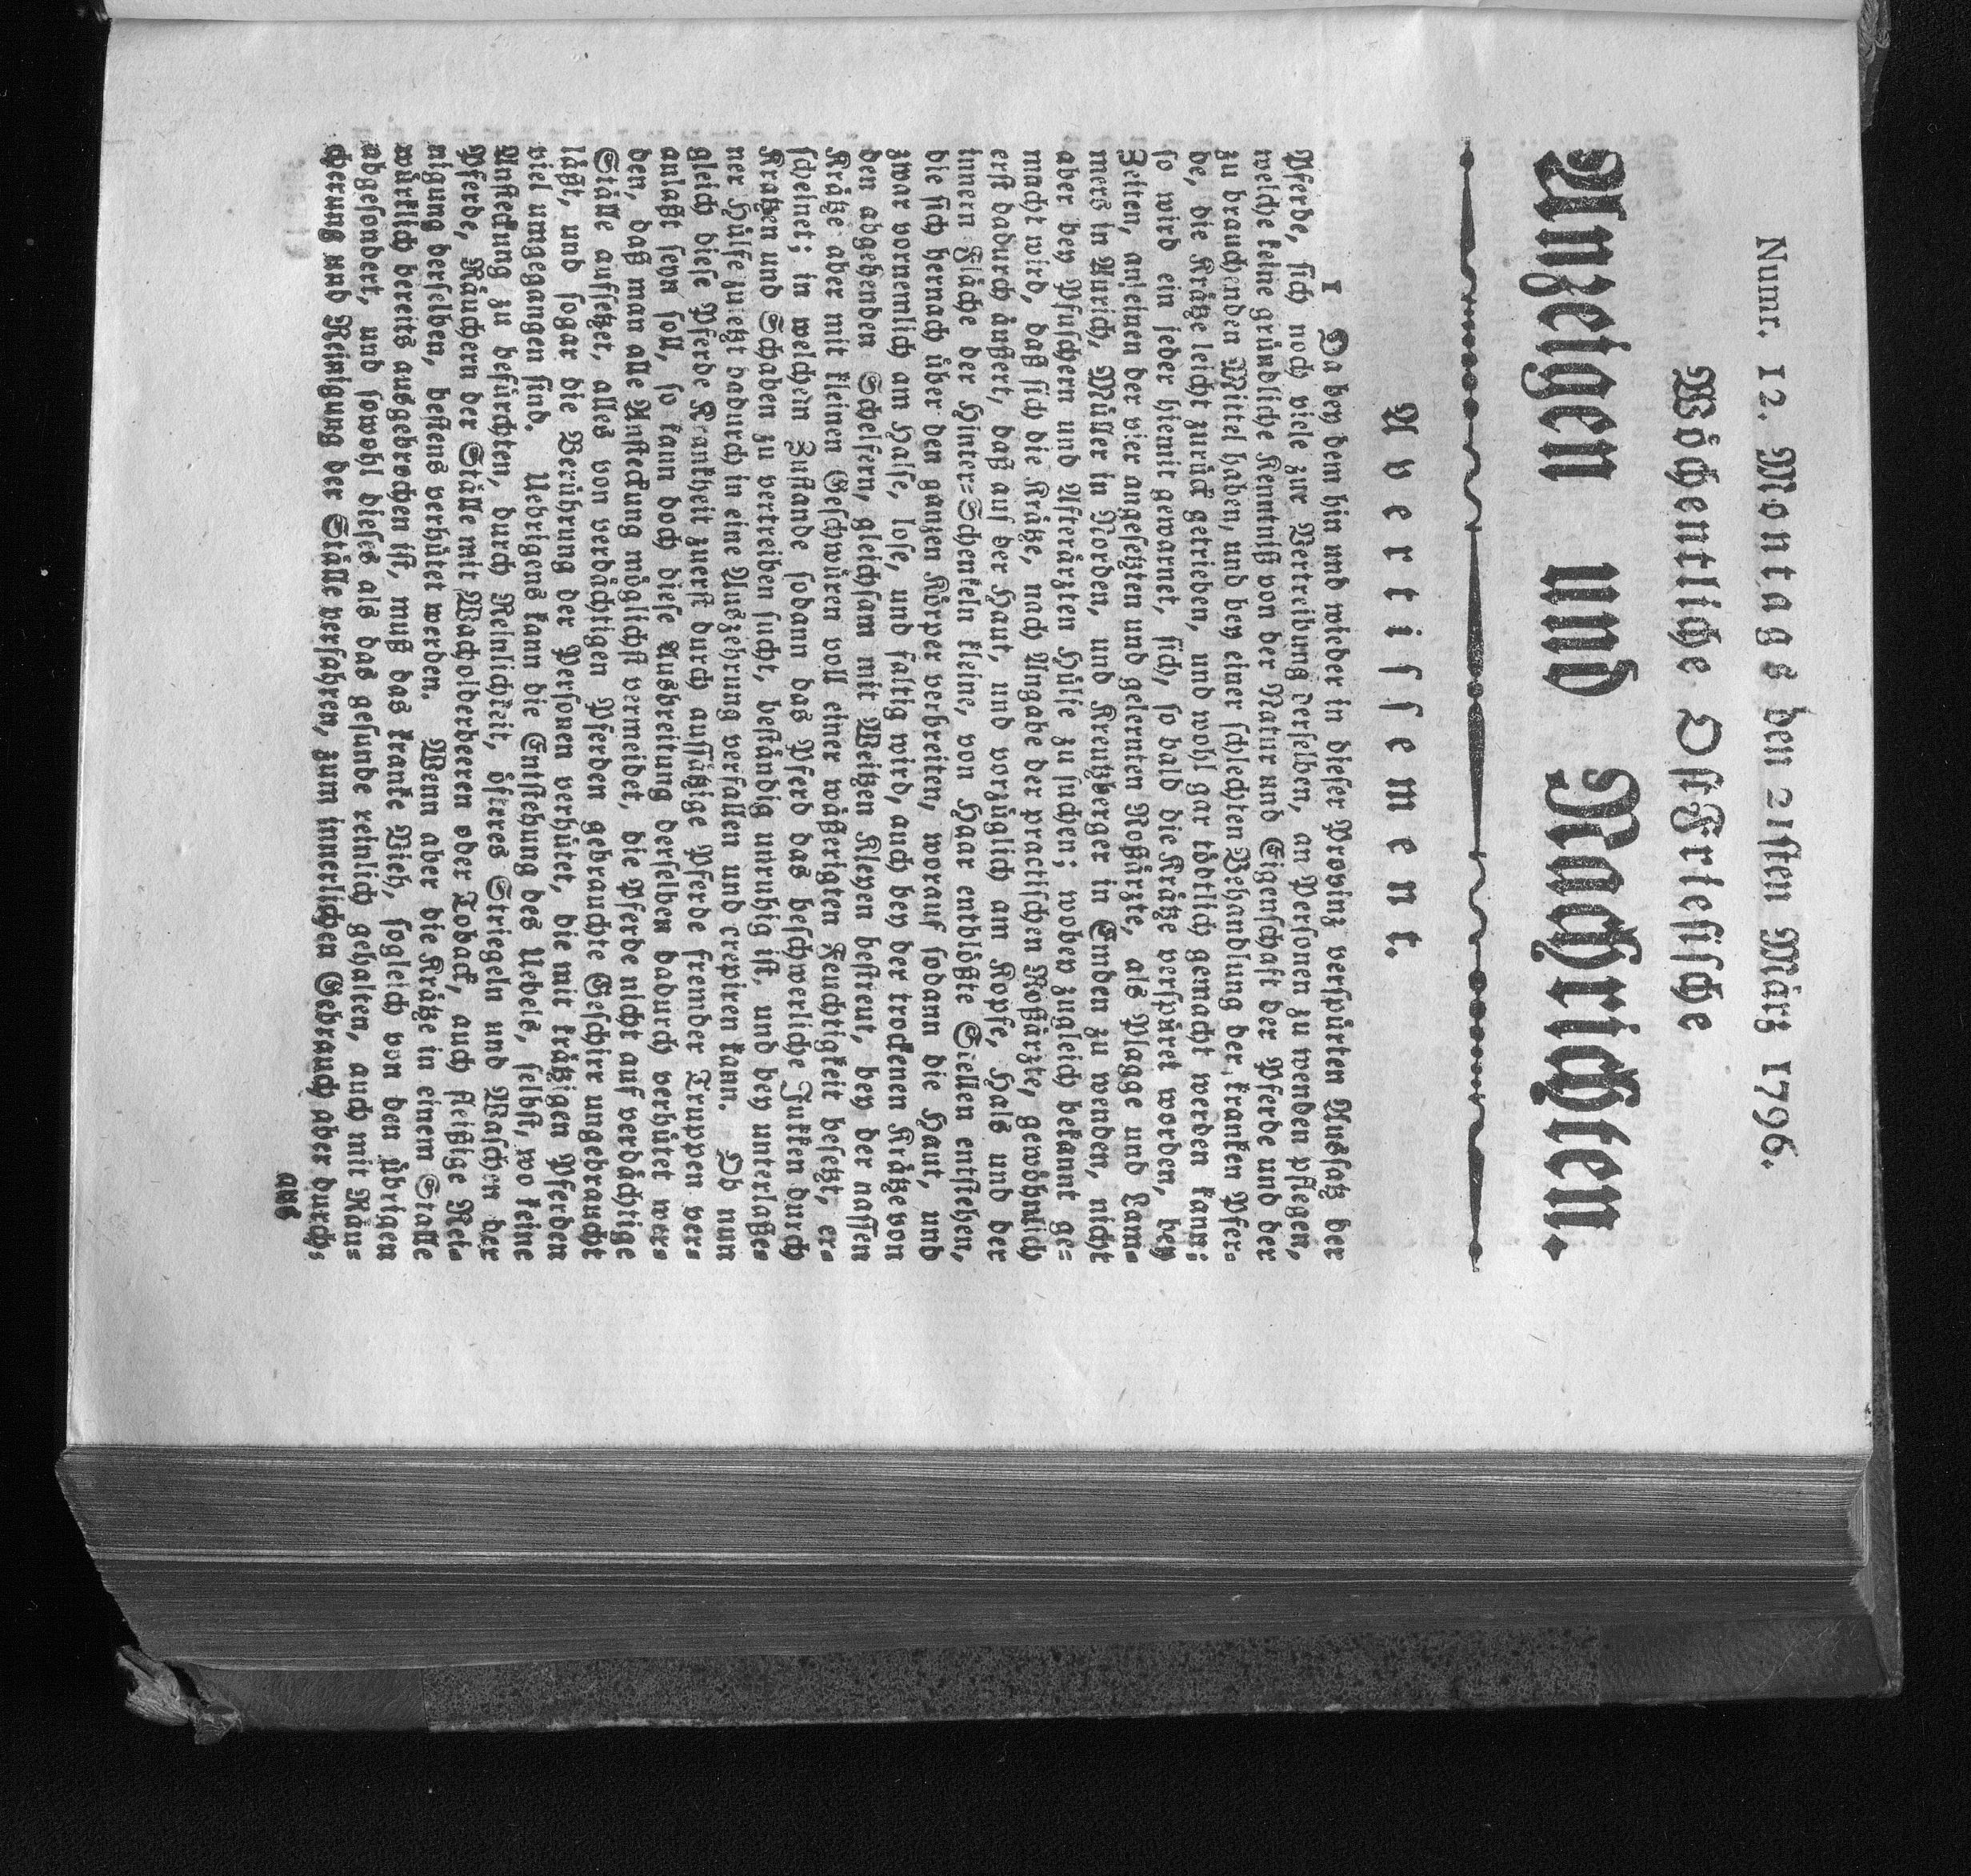 Numr. 12. Montags den 21sten März 1796.
Wöchentliche OstFriesische
Anzeigen und Nachrichten.
Avertissement.
1 Da bey dem hin und wieder in dieser Provinz verspürten Aussatz der
Pferde, sich noch viele zur Vertreibung desselben, an Personen zu wenden pflegen,
welche keine gründliche Kenntniß von der Natur und Eigenschaft der Pferde und der
zu brauchenden Mittel haben, und bey einer schlechten Behandlung der kranken Pfer-
de, die Krätze leicht zurück getrieben, und wohl gar tödtlich gemacht werden kann;
so wird ein jeder hiemit gewarnet, sich, so bald die Krätze verspüret worden, bey
Zeiten, an einen der vier angesetzten und gelernten Roßärzte, als Plagge und Lam-
mers in Aurich, Müller in Norden, und Kreutzberger in Emden zu wenden, nicht
aber bey Pfuschern und Afterärzten Hülfe zu suchen; wobey zugleich bekannt ge-
macht wird, daß sich die Krätze, nach Angabe der practischen Roßärzte, gewöhnlich
erst dadurch äußert, daß auf der Haut, und vorzüglich am Kopfe, Hals und der
innern Fläche der Hinter-Schenkeln kleine, von Haar entblößte Stellen entstehen,
die sich hernach über den ganzen Körper verbreiten, worauf sodann die Haut, und
zwar vornemlich am Halse, lose, und faltig wird, auch bey der trockenen Krätze von
den abgehenden Schelfern, gleichsam mit Weitzen Kleyen bestreut, bey der nassen
Krätze aber mit kleinen Geschwüren voll einer wäßerigten Feuchtigkeit besetzt, er-
scheinet; in welchem Zustande sodann das Pferd das beschwerliche Jukken durch
Kratzen und Schaben zu vertreiben sucht, beständig unruhig ist, und bey unterlaße-
ner Hülfe zuletzt dadurch in eine Auszehrung verfallen und crepiren kann. Ob nun
gleich diese Pferde Krankheit zuerst durch aussätzige Pferde fremder Truppen ver-
anlaßt seyn soll, so kann doch diese Ausbreitung derselben dadurch verhütet wer-
den, daß man alle Ansteckung möglichst vermeidet, die Pferde nicht auf verdächtige
Ställe aufsetzet, alles von verdächtigen Pferden gebrauchte Geschirr ungebraucht
läßt, und sogar die Berührung der Personen verhütet, die mit krätzigen Pferden
viel umgegangen sind. Uebrigens kann die Entstehung des Uebels, selbst, wo keine
Ansteckung zu befürchten, durch Reinlichkeit, öfteres Striegeln und Waschen der
Pferde, Räuchern der Ställe mit Wacholderbeeren oder Toback, auch fleißige Rei-
nigung derselben, bestens verhütet werden. Wenn aber die Krätze in einem Stalle
würklich bereits ausgebrochen ist, muß das kranke Vieh, sogleich von den übrigen
abgesondert, und sowohl dieses als das gesunde reinlich gehalten, auch mit Räu-
cherung und Reinigung der Ställe verfahren, zum innerlichen Gebrauch aber durch-
aus